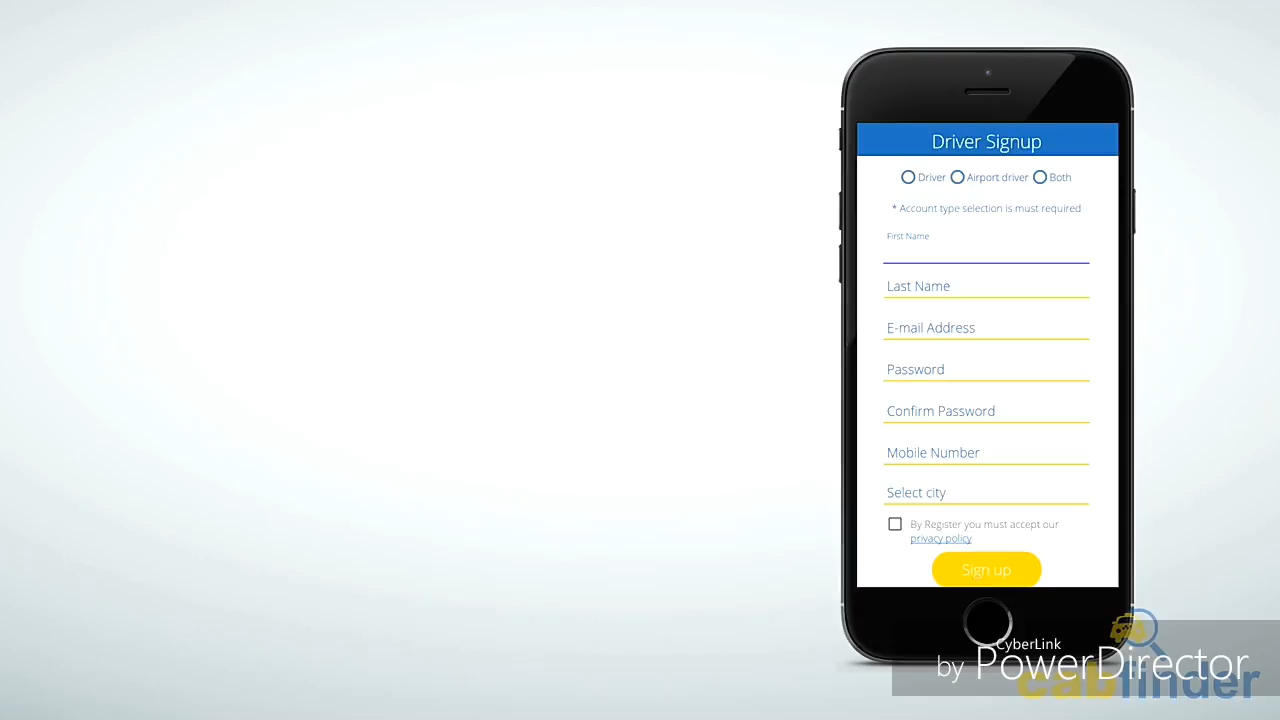 Driver Signup
Driver Airport driver Both
* Account type selection is must required
First Name
Last Name
E-mail Address
Password
Confirm Password
Mobile Number
Select city
By Register you must accept our
privacy policy
Sign up
CyberLink
by PowerDirector
cabfinder